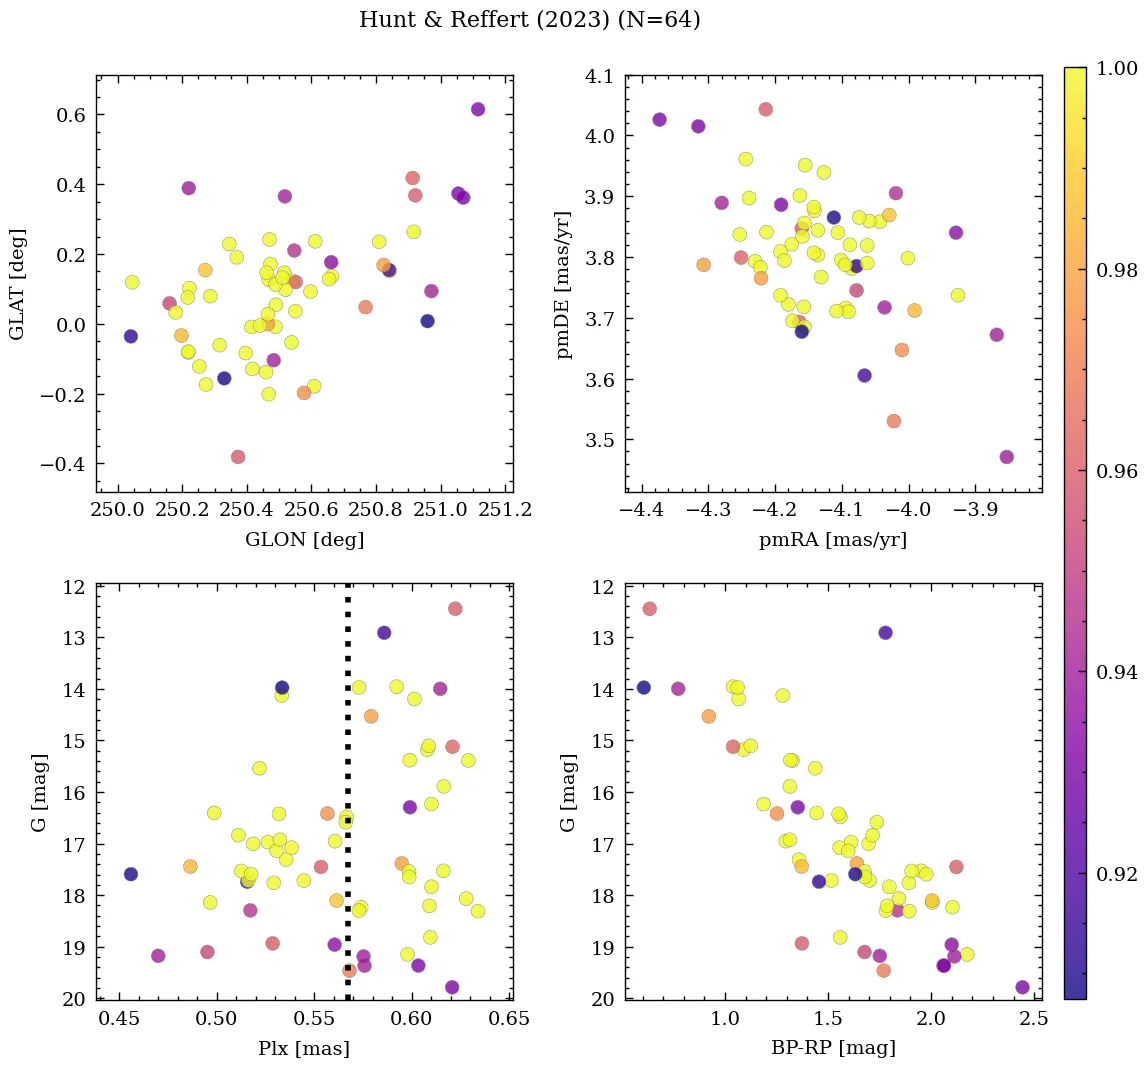 Hunt & Reffert (2023) (N=64)
0.6
0.4
0.2
0.0
−0.2
−0.4
GLAT [deg]
250.0 250.2 250.4 250.6 250.8 251.0 251.2
GLON [deg]
4.1
4.0
3.9
3.8
3.7
3.6
3.5
pmDE [mas/yr]
−4.4 −4.3 −4.2 −4.1 −4.0 −3.9
pmRA [mas/yr]
12
13
14
15
16
17
18
19
20
G [mag]
0.45 0.50 0.55 0.60 0.65
Plx [mas]
12
13
14
15
16
17
18
19
20
G [mag]
1.0 1.5 2.0 2.5
BP-RP [mag]
1.00
0.98
0.96
0.94
0.92